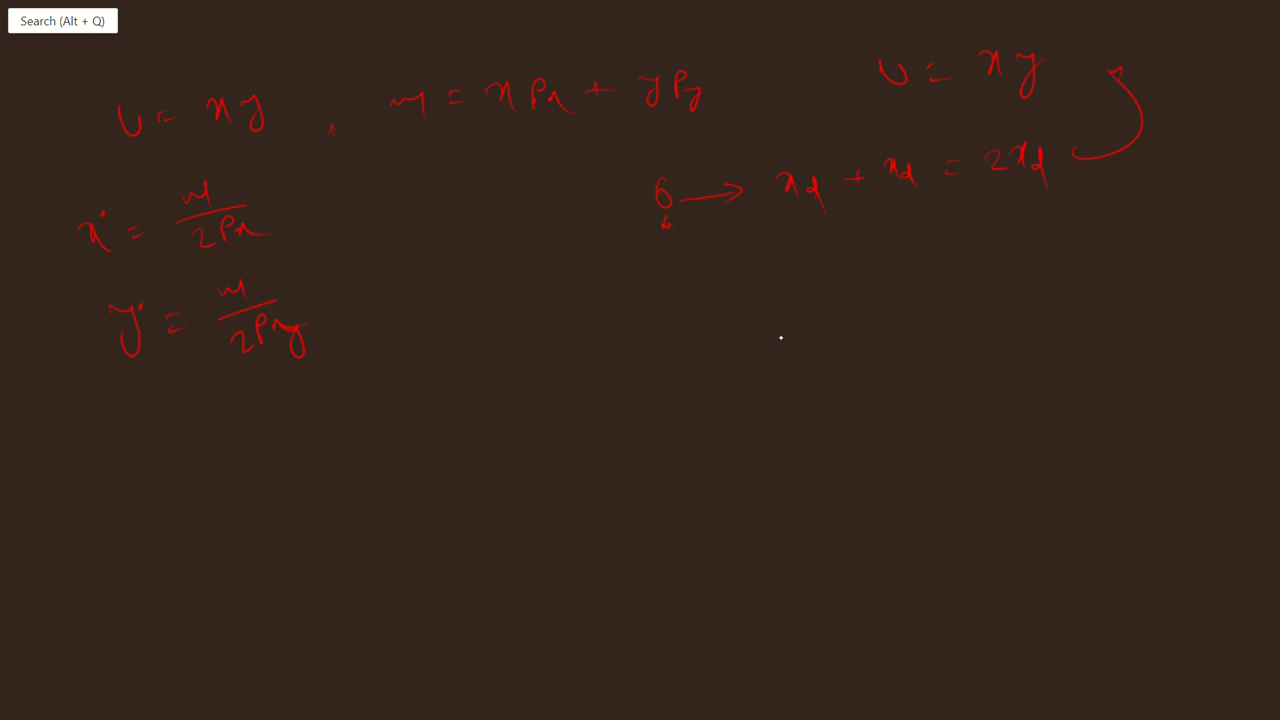 Search (Alt + Q)
U = xy , M = xPx + yPy
U = xy
6 → xd + xd = 2xd
x* = M / 2Px
y* = M / 2Py